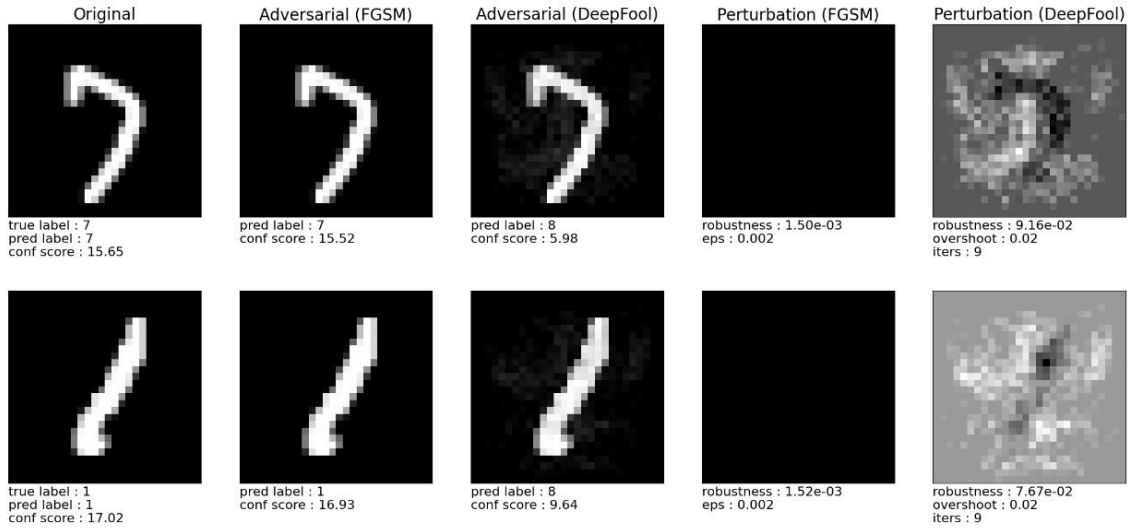 Original
Adversarial (FGSM)
Adversarial (DeepFool)
Perturbation (FGSM)
Perturbation (DeepFool)
true label : 7
pred label : 7
conf score : 15.65
pred label : 7
conf score : 15.52
pred label : 8
conf score : 5.98
robustness : 1.50e-03
eps : 0.002
robustness : 9.16e-02
overshoot : 0.02
iters : 9
true label : 1
pred label : 1
conf score : 17.02
pred label : 1
conf score : 16.93
pred label : 8
conf score : 9.64
robustness : 1.52e-03
eps : 0.002
robustness : 7.67e-02
overshoot : 0.02
iters : 9